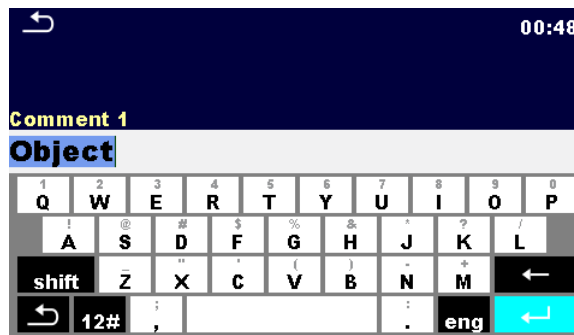 00:48
Comment 1
Object
1 2 3 4 5 6 7 8 9 0
Q W E R T Y U I O P
! @ # $ % & * ? /
A S D F G H J K L
_ " ' ( ) - +
shift Z X C V B N M
; :
12# , . eng